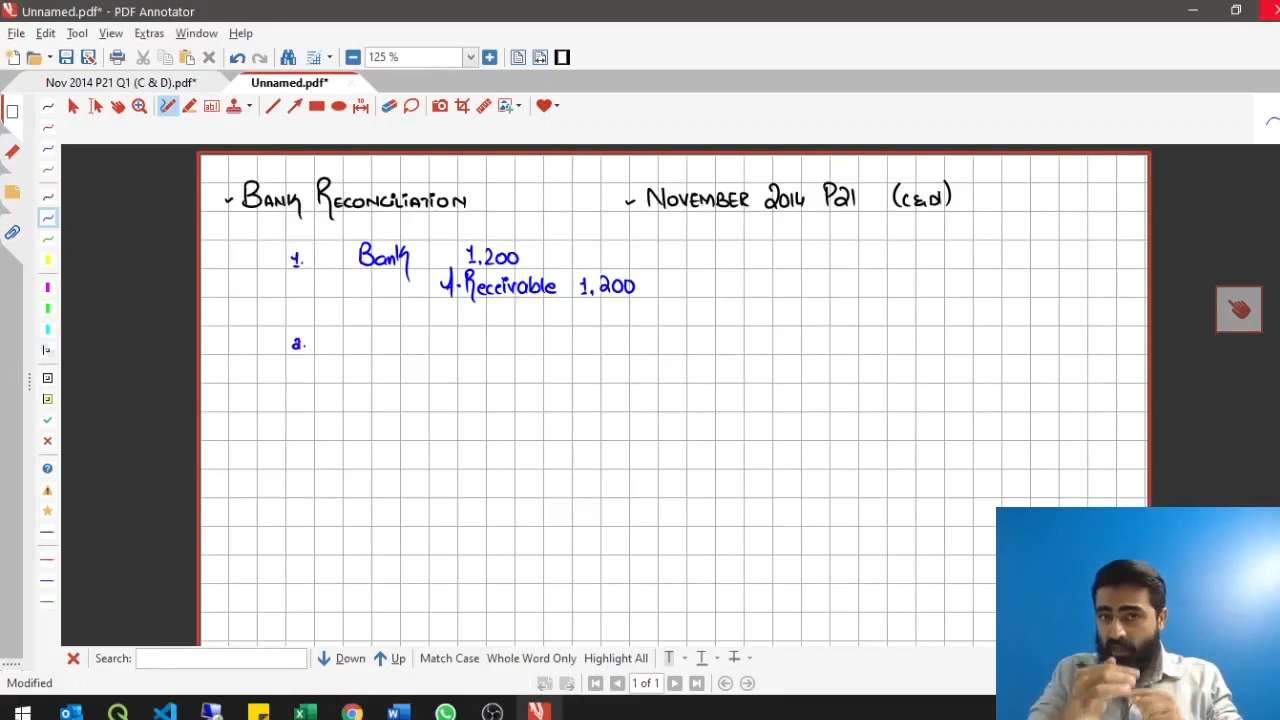 Unnamed.pdf* - PDF Annotator
File Edit Tool View Extras Window Help
125 %
Nov 2014 P21 Q1 (C & D).pdf* Unnamed.pdf*
- BANK RECONCILIATION - NOVEMBER 2014 P21 (C&D)
1. Bank 1,200
A. Receivable 1,200
2.
Search: Down Up Match Case Whole Word Only Highlight All
Modified 1 of 1